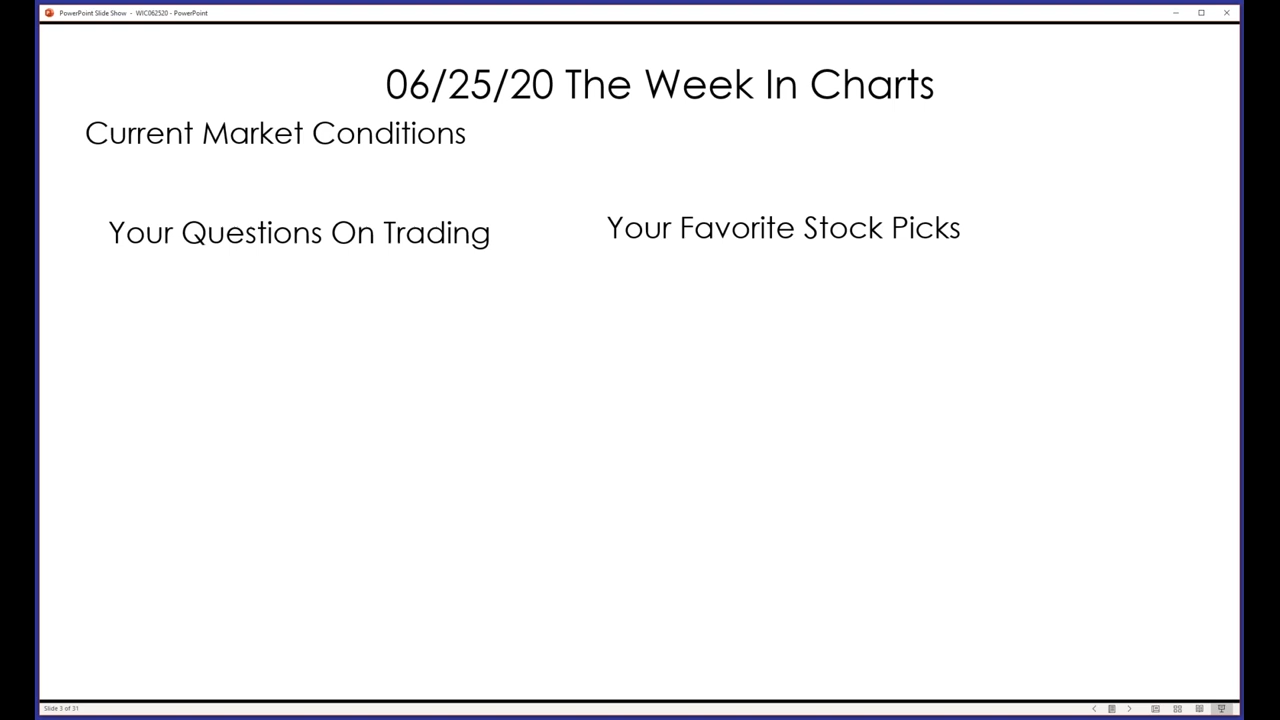 PowerPoint Slide Show - WIC062520 - PowerPoint
06/25/20 The Week In Charts
Current Market Conditions
Your Questions On Trading
Your Favorite Stock Picks
Slide 3 of 31